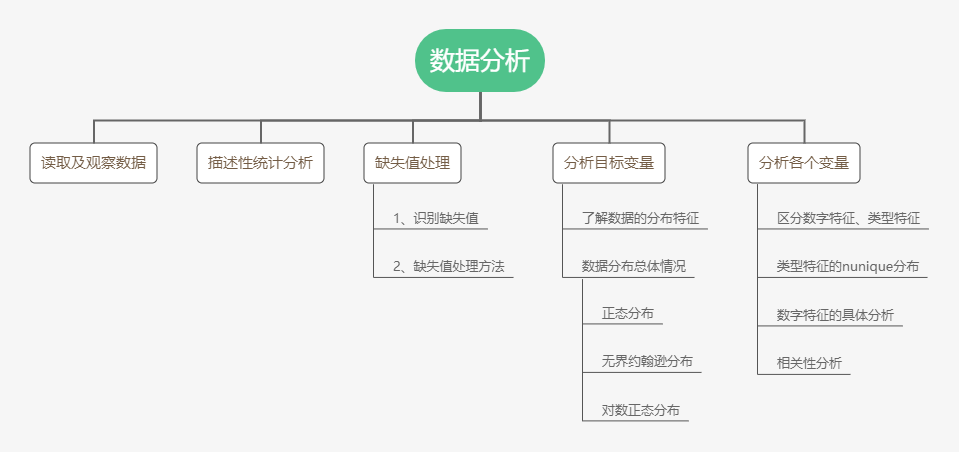 数据分析
读取及观察数据
描述性统计分析
缺失值处理
1、识别缺失值
2、缺失值处理方法
分析目标变量
了解数据的分布特征
数据分布总体情况
正态分布
无界约翰逊分布
对数正态分布
分析各个变量
区分数字特征、类型特征
类型特征的nunique分布
数字特征的具体分析
相关性分析